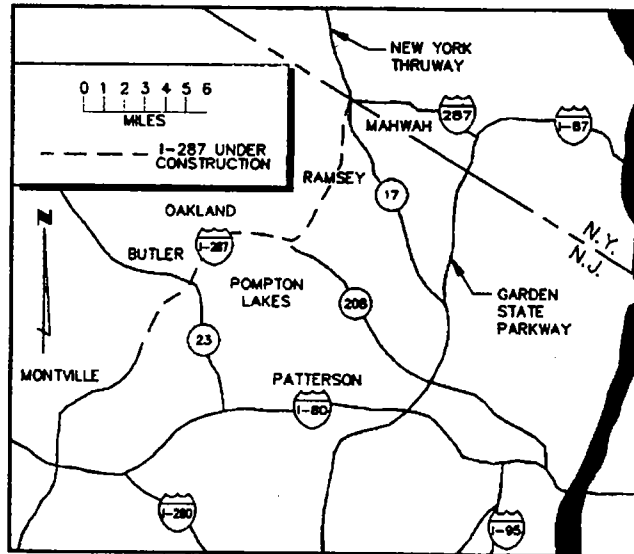 NEW YORK
THRUWAY
0 1 2 3 4 5 6
MILES
I-287 UNDER
CONSTRUCTION
287
I-87
MAHWAH
RAMSEY
17
N
OAKLAND
I-287
BUTLER
N.Y.
N.J.
POMPTON
LAKES
208
GARDEN
STATE
PARKWAY
23
MONTVILLE
PATTERSON
I-80
I-280
I-95